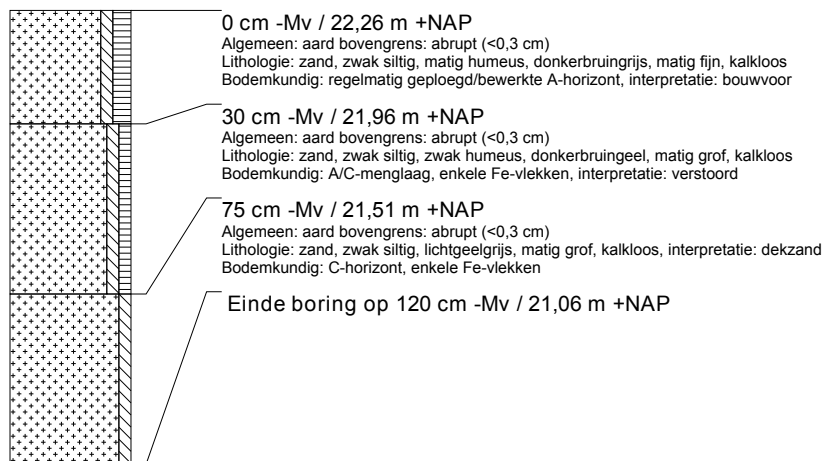 0 cm -Mv / 22,26 m +NAP
Algemeen: aard bovengrens: abrupt (<0,3 cm)
Lithologie: zand, zwak siltig, matig humeus, donkerbruingrijs, matig fijn, kalkloos
Bodemkundig: regelmatig geploegd/bewerkte A-horizont, interpretatie: bouwvoor
30 cm -Mv / 21,96 m +NAP
Algemeen: aard bovengrens: abrupt (<0,3 cm)
Lithologie: zand, zwak siltig, zwak humeus, donkerbruingeel, matig grof, kalkloos
Bodemkundig: A/C-menglaag, enkele Fe-vlekken, interpretatie: verstoord
75 cm -Mv / 21,51 m +NAP
Algemeen: aard bovengrens: abrupt (<0,3 cm)
Lithologie: zand, zwak siltig, lichtgeelgrijs, matig grof, kalkloos, interpretatie: dekzand
Bodemkundig: C-horizont, enkele Fe-vlekken
Einde boring op 120 cm -Mv / 21,06 m +NAP